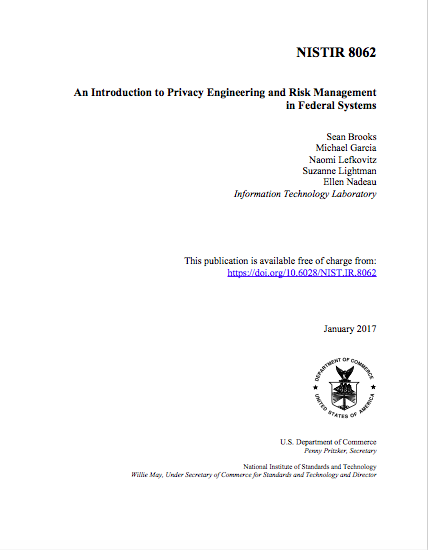 NISTIR 8062
An Introduction to Privacy Engineering and Risk Management
in Federal Systems
Sean Brooks
Michael Garcia
Naomi Lefkovitz
Suzanne Lightman
Ellen Nadeau
Information Technology Laboratory
This publication is available free of charge from:
https://doi.org/10.6028/NIST.IR.8062
January 2017
DEPARTMENT OF COMMERCE
UNITED STATES OF AMERICA
U.S. Department of Commerce
Penny Pritzker, Secretary
National Institute of Standards and Technology
Willie May, Under Secretary of Commerce for Standards and Technology and Director